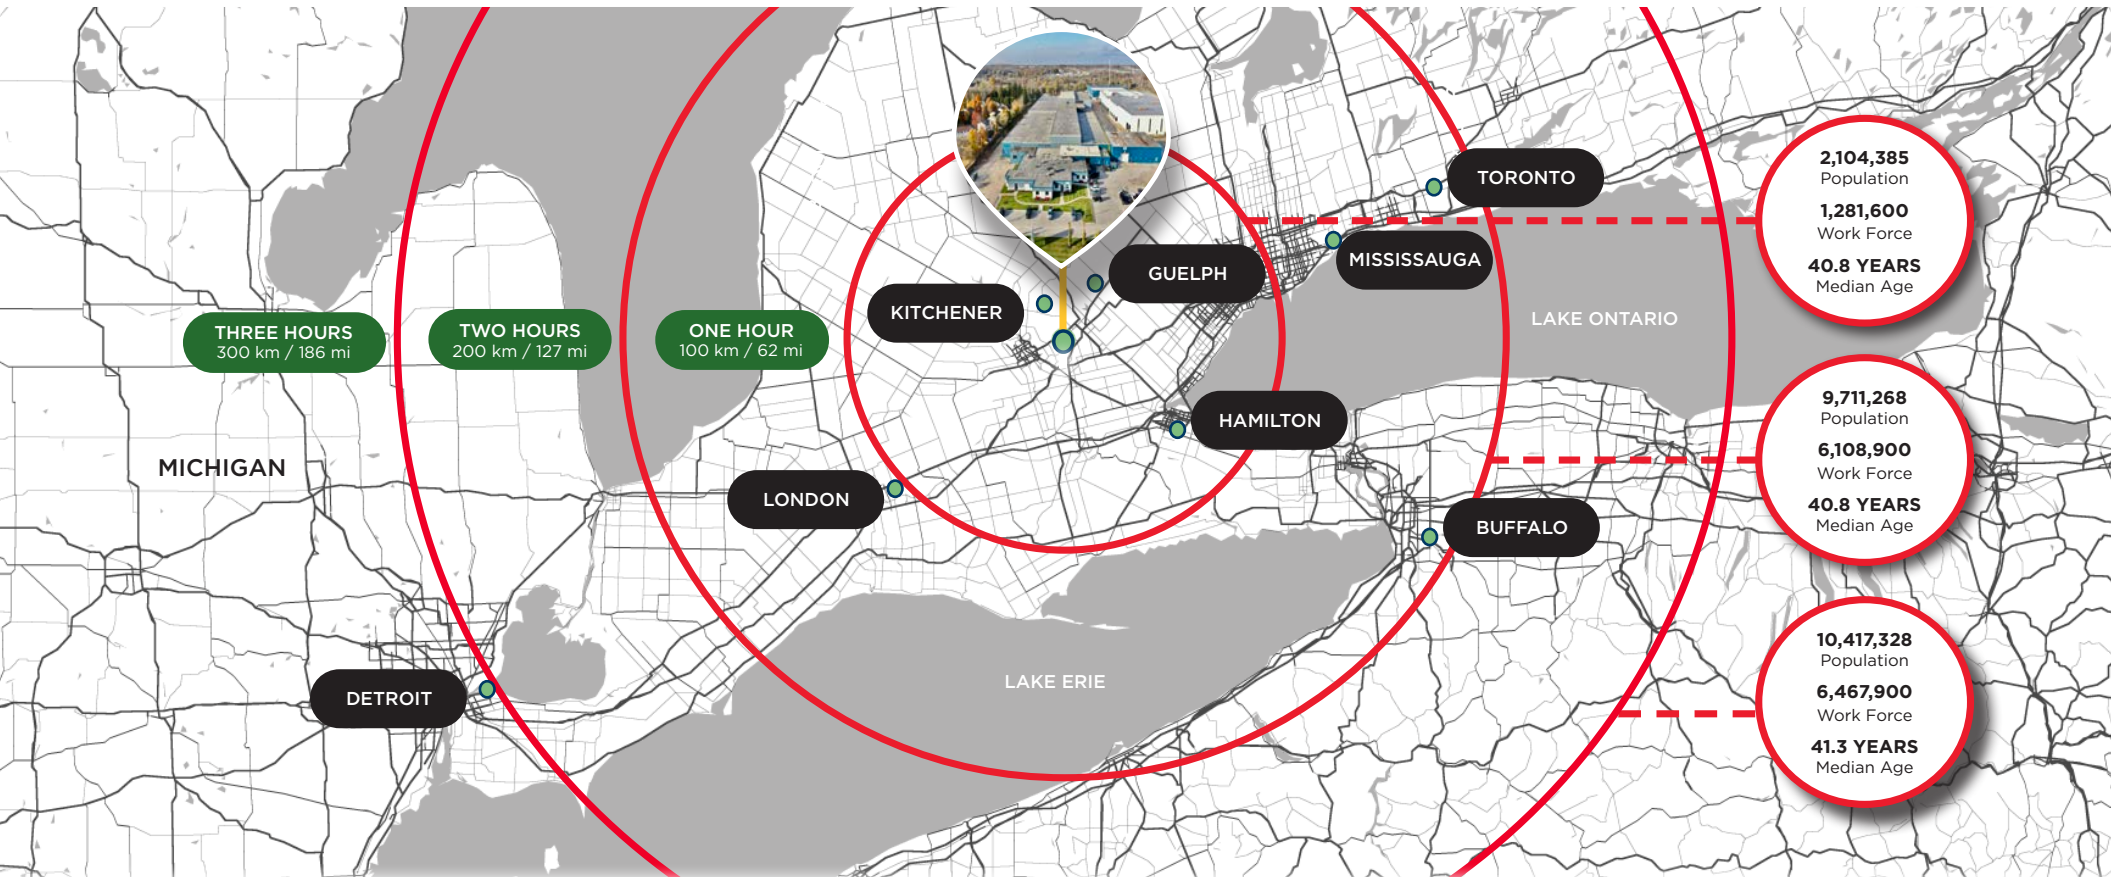 TORONTO
MISSISSAUGA
GUELPH
KITCHENER
LAKE ONTARIO
THREE HOURS
300 km / 186 mi
TWO HOURS
200 km / 127 mi
ONE HOUR
100 km / 62 mi
HAMILTON
MICHIGAN
LONDON
BUFFALO
DETROIT
LAKE ERIE
2,104,385
Population
1,281,600
Work Force
40.8 YEARS
Median Age
9,711,268
Population
6,108,900
Work Force
40.8 YEARS
Median Age
10,417,328
Population
6,467,900
Work Force
41.3 YEARS
Median Age